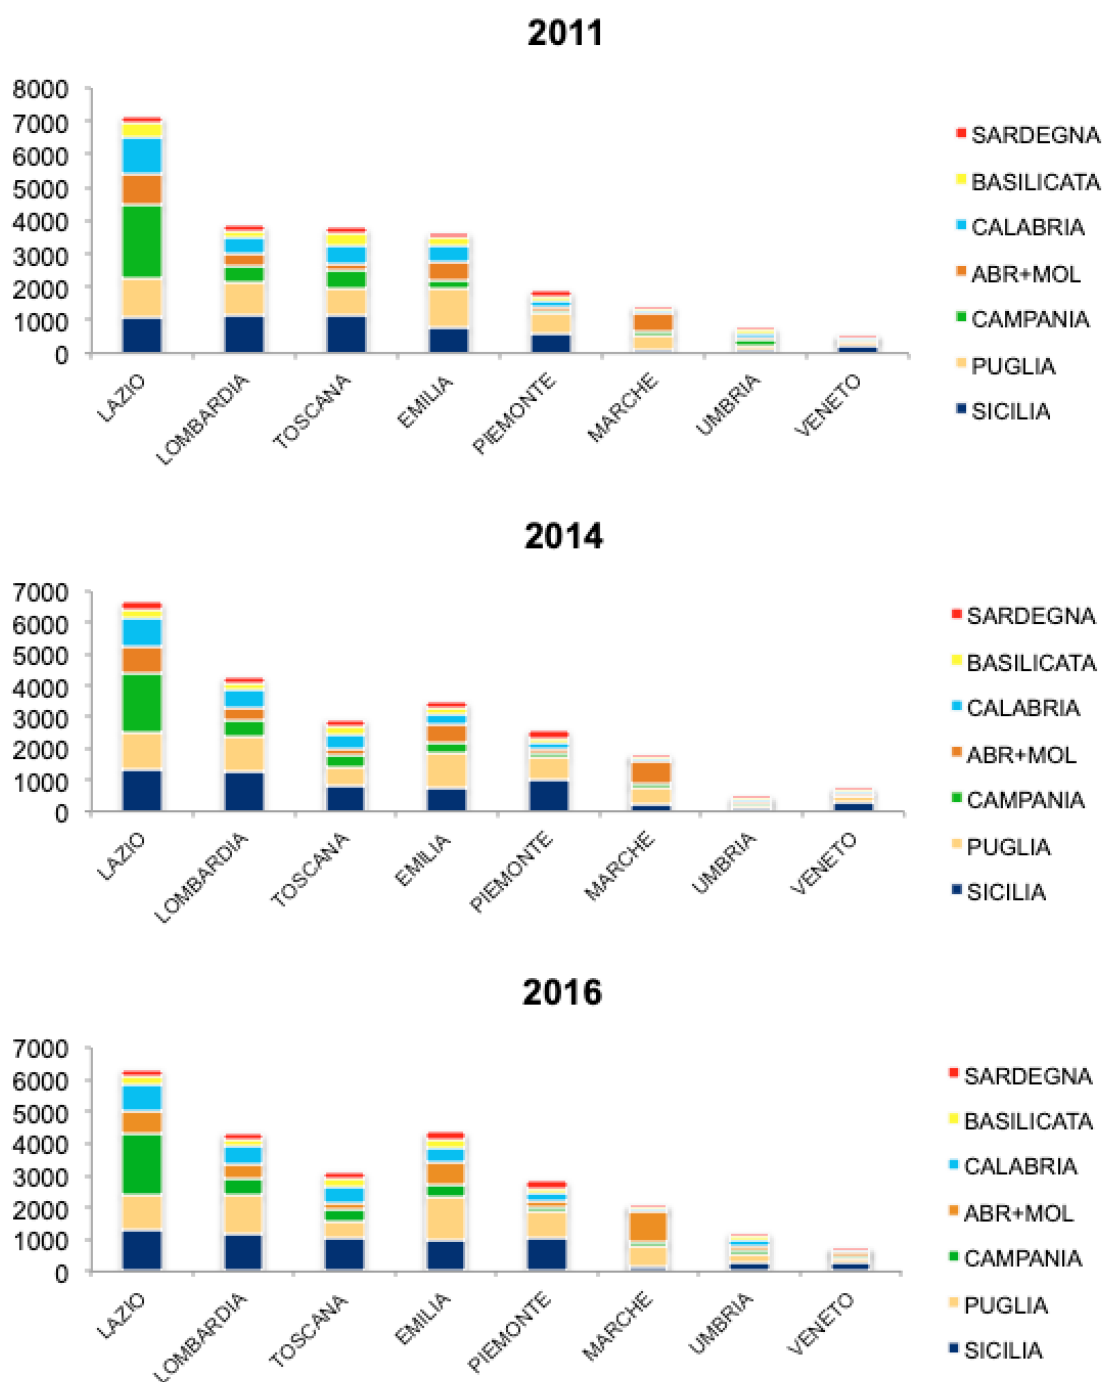 2011
8000
7000
6000
5000
4000
3000
2000
1000
0
LAZIO
LOMBARDIA
TOSCANA
EMILIA
PIEMONTE
MARCHE
UMBRIA
VENETO
SARDEGNA
BASILICATA
CALABRIA
ABR+MOL
CAMPANIA
PUGLIA
SICILIA
2014
7000
6000
5000
4000
3000
2000
1000
0
LAZIO
LOMBARDIA
TOSCANA
EMILIA
PIEMONTE
MARCHE
UMBRIA
VENETO
SARDEGNA
BASILICATA
CALABRIA
ABR+MOL
CAMPANIA
PUGLIA
SICILIA
2016
7000
6000
5000
4000
3000
2000
1000
0
LAZIO
LOMBARDIA
TOSCANA
EMILIA
PIEMONTE
MARCHE
UMBRIA
VENETO
SARDEGNA
BASILICATA
CALABRIA
ABR+MOL
CAMPANIA
PUGLIA
SICILIA